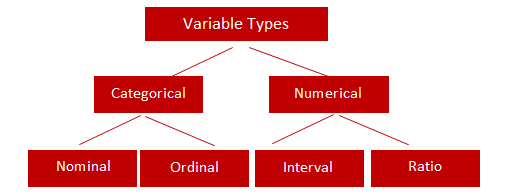 Variable Types
Categorical
Numerical
Nominal
Ordinal
Interval
Ratio